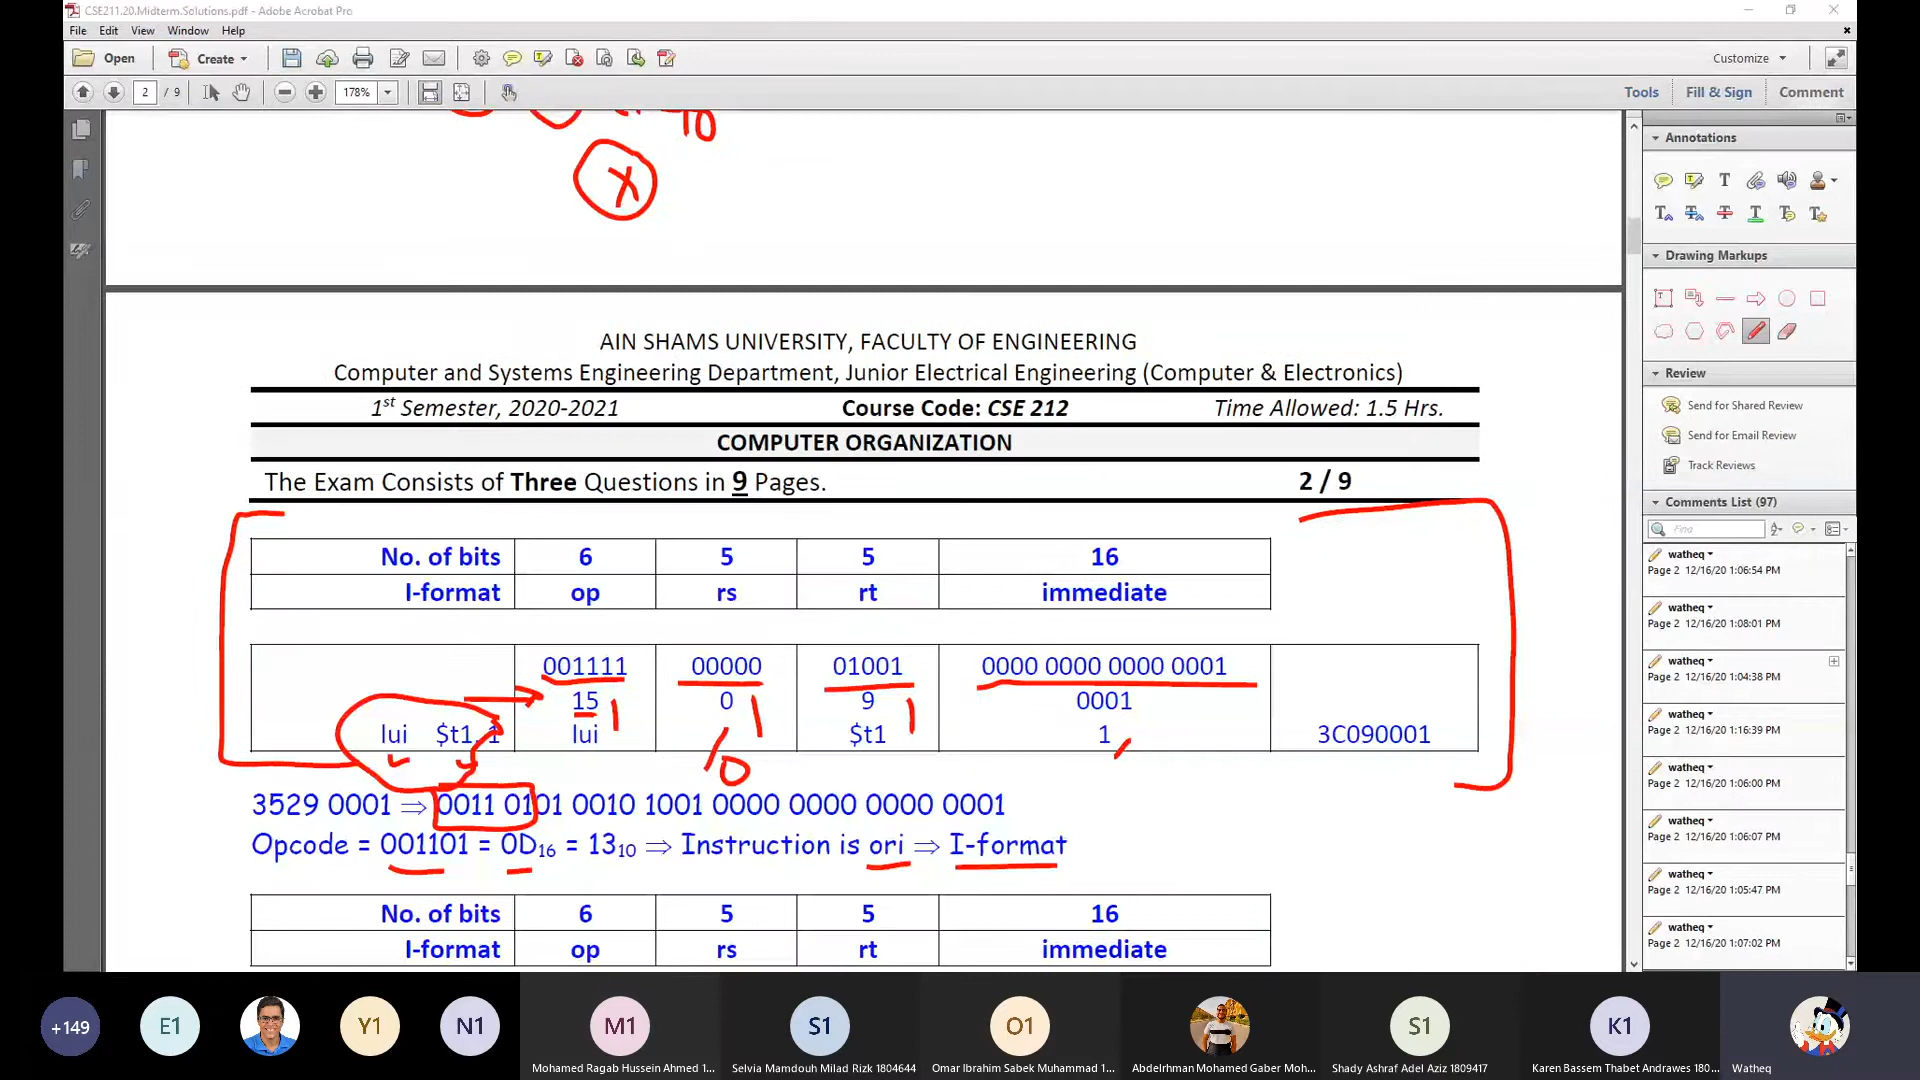 CSE211.20.Midterm.Solutions.pdf - Adobe Acrobat Pro
File Edit View Window Help
Open Create Customize
2 / 9 178% Tools Fill & Sign Comment
10
X
AIN SHAMS UNIVERSITY, FACULTY OF ENGINEERING
Computer and Systems Engineering Department, Junior Electrical Engineering (Computer & Electronics)
1st Semester, 2020-2021 Course Code: CSE 212 Time Allowed: 1.5 Hrs.
COMPUTER ORGANIZATION
The Exam Consists of Three Questions in 9 Pages. 2 / 9
No. of bits 6 5 5 16
I-format op rs rt immediate
001111 00000 01001 0000 0000 0000 0001
15 0 9 0001
lui $t1, 1 lui $t1 1 3C090001
0
3529 0001 ⇒ 0011 0101 0010 1001 0000 0000 0000 0001
Opcode = 001101 = 0D16 = 1310 ⇒ Instruction is ori ⇒ I-format
No. of bits 6 5 5 16
I-format op rs rt immediate
Annotations
Drawing Markups
Review
Send for Shared Review
Send for Email Review
Track Reviews
Comments List (97)
Find
watheq
Page 2 12/16/20 1:06:54 PM
watheq
Page 2 12/16/20 1:08:01 PM
watheq
Page 2 12/16/20 1:04:38 PM
watheq
Page 2 12/16/20 1:16:39 PM
watheq
Page 2 12/16/20 1:06:00 PM
watheq
Page 2 12/16/20 1:06:07 PM
watheq
Page 2 12/16/20 1:05:47 PM
watheq
Page 2 12/16/20 1:07:02 PM
+149 E1 Y1 N1 M1 S1 O1 S1 K1
Mohamed Ragab Hussein Ahmed 1... Selvia Mamdouh Milad Rizk 1804644 Omar Ibrahim Sabek Muhammad 1... Abdelrhman Mohamed Gaber Moh... Shady Ashraf Adel Aziz 1809417 Karen Bassem Thabet Andrawes 180... Watheq